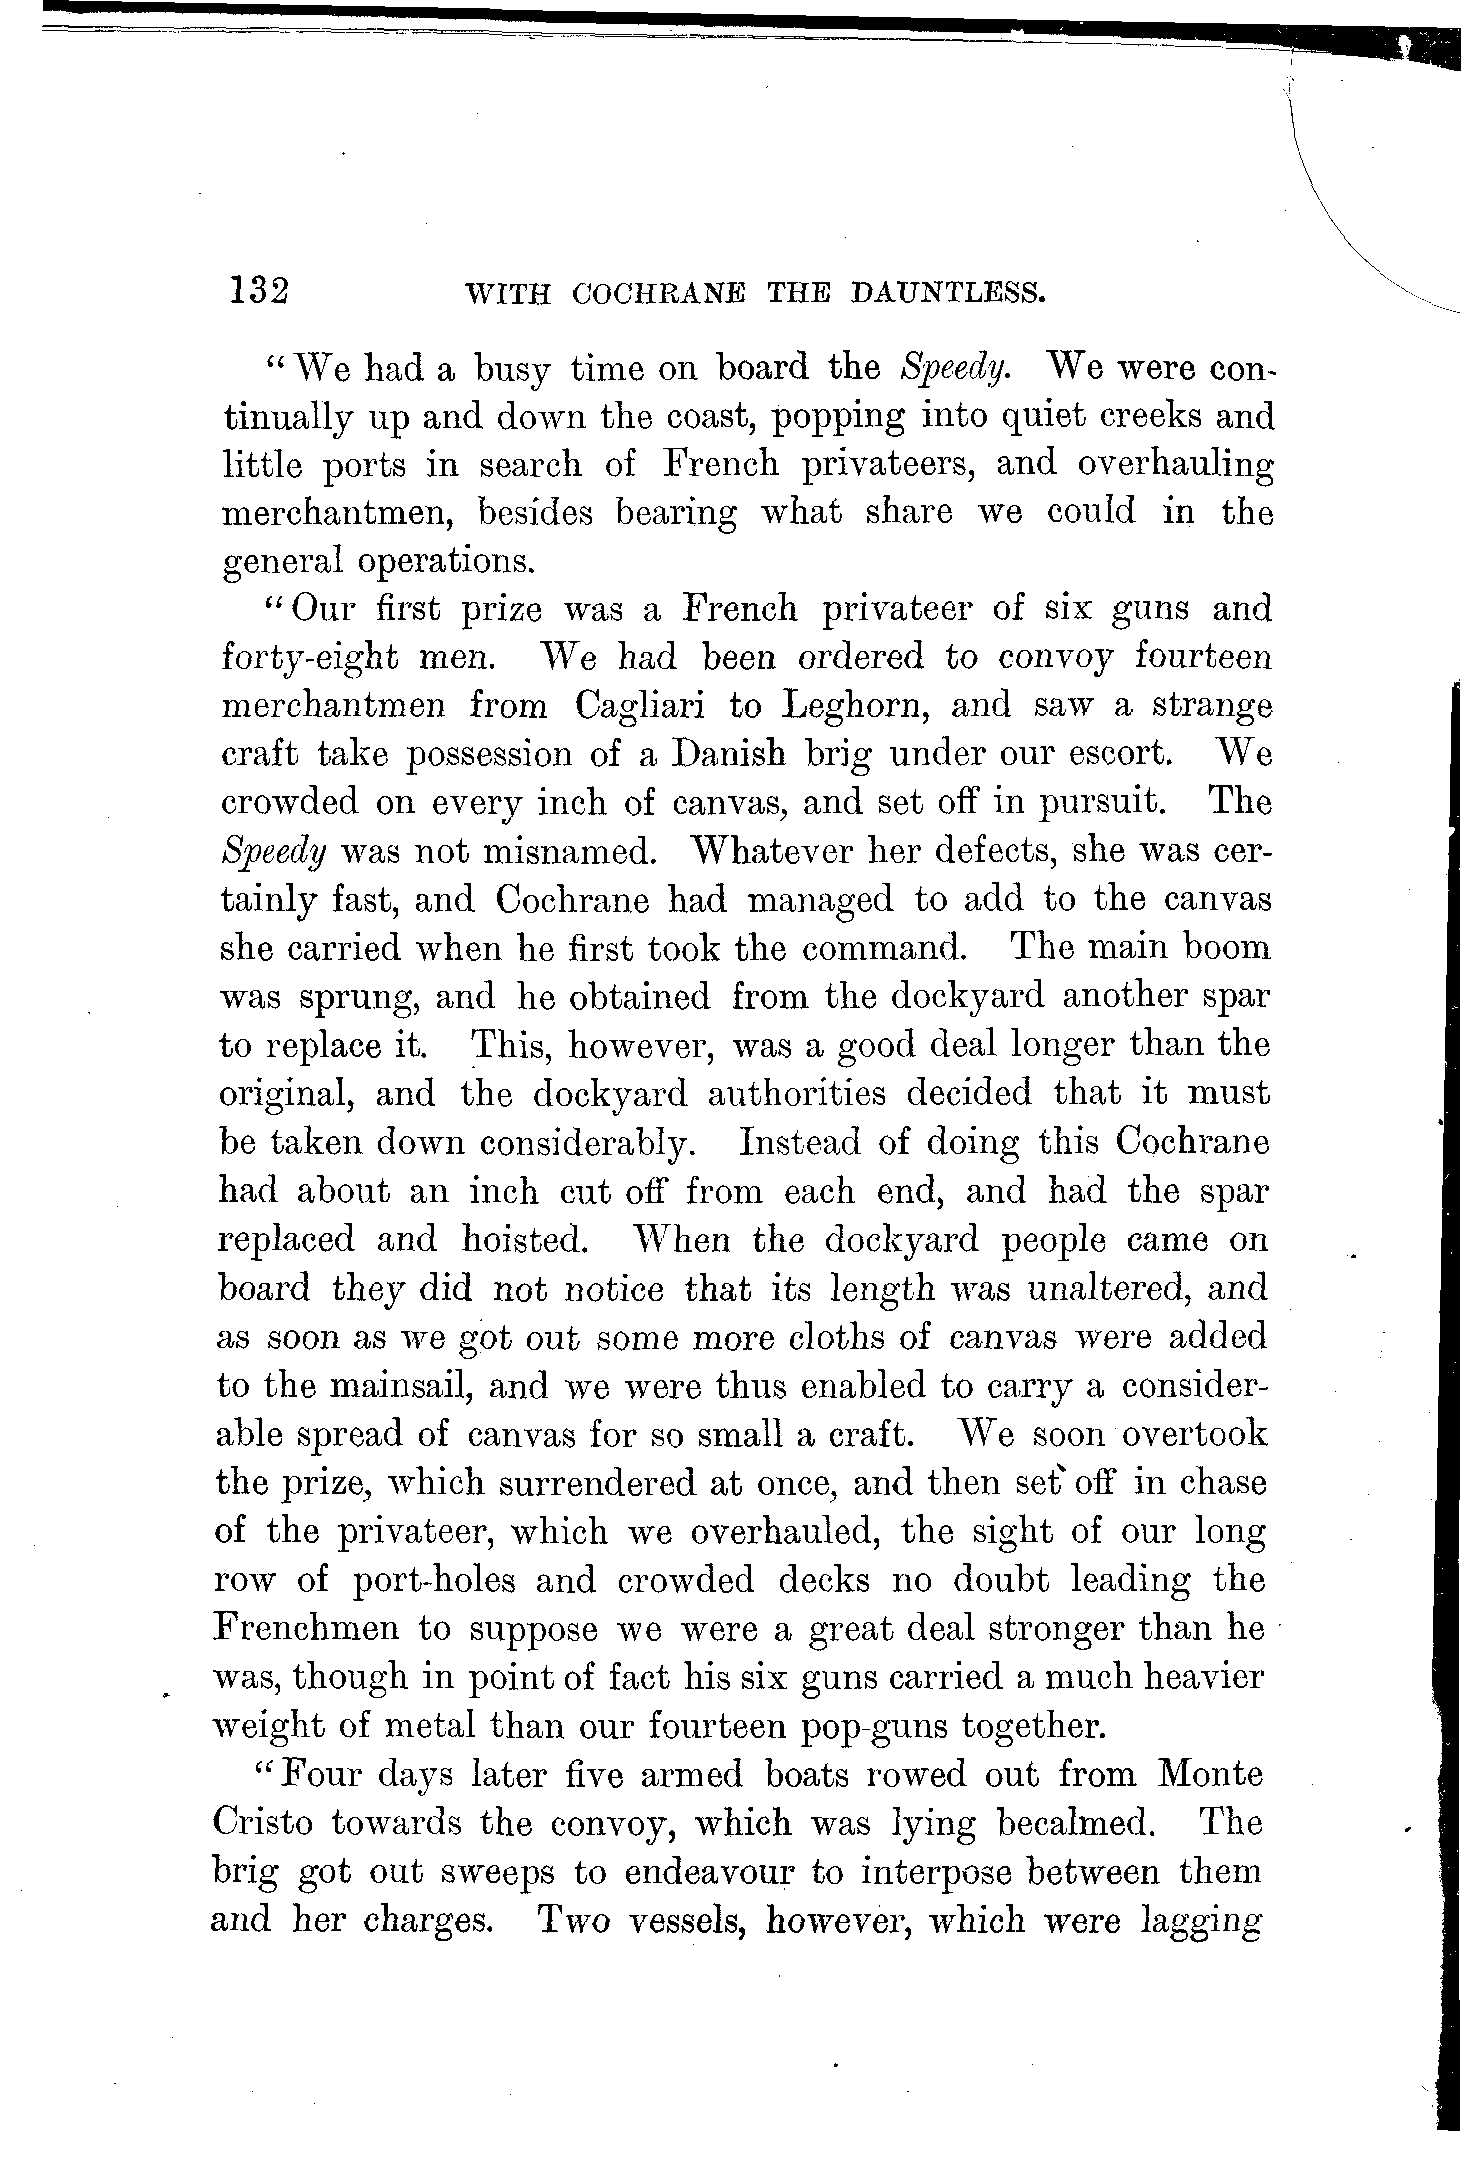 132 WITH COCHRANE THE DAUNTLESS.
“We had a busy time on board the Speedy. We were con-
tinually up and down the coast, popping into quiet creeks and
little ports in search of French privateers, and overhauling
merchantmen, besides bearing what share we could in the
general operations.
“Our first prize was a French privateer of six guns and
forty-eight men. We had been ordered to convoy fourteen
merchantmen from Cagliari to Leghorn, and saw a strange
craft take possession of a Danish brig under our escort. We
crowded on every inch of canvas, and set off in pursuit. The
Speedy was not misnamed. Whatever her defects, she was cer-
tainly fast, and Cochrane had managed to add to the canvas
she carried when he first took the command. The main boom
was sprung, and he obtained from the dockyard another spar
to replace it. This, however, was a good deal longer than the
original, and the dockyard authorities decided that it must
be taken down considerably. Instead of doing this Cochrane
had about an inch cut off from each end, and had the spar
replaced and hoisted. When the dockyard people came on
board they did not notice that its length was unaltered, and
as soon as we got out some more cloths of canvas were added
to the mainsail, and we were thus enabled to carry a consider-
able spread of canvas for so small a craft. We soon overtook
the prize, which surrendered at once, and then set off in chase
of the privateer, which we overhauled, the sight of our long
row of port-holes and crowded decks no doubt leading the
Frenchmen to suppose we were a great deal stronger than he
was, though in point of fact his six guns carried a much heavier
weight of metal than our fourteen pop-guns together.
“Four days later five armed boats rowed out from Monte
Cristo towards the convoy, which was lying becalmed. The
brig got out sweeps to endeavour to interpose between them
and her charges. Two vessels, however, which were lagging